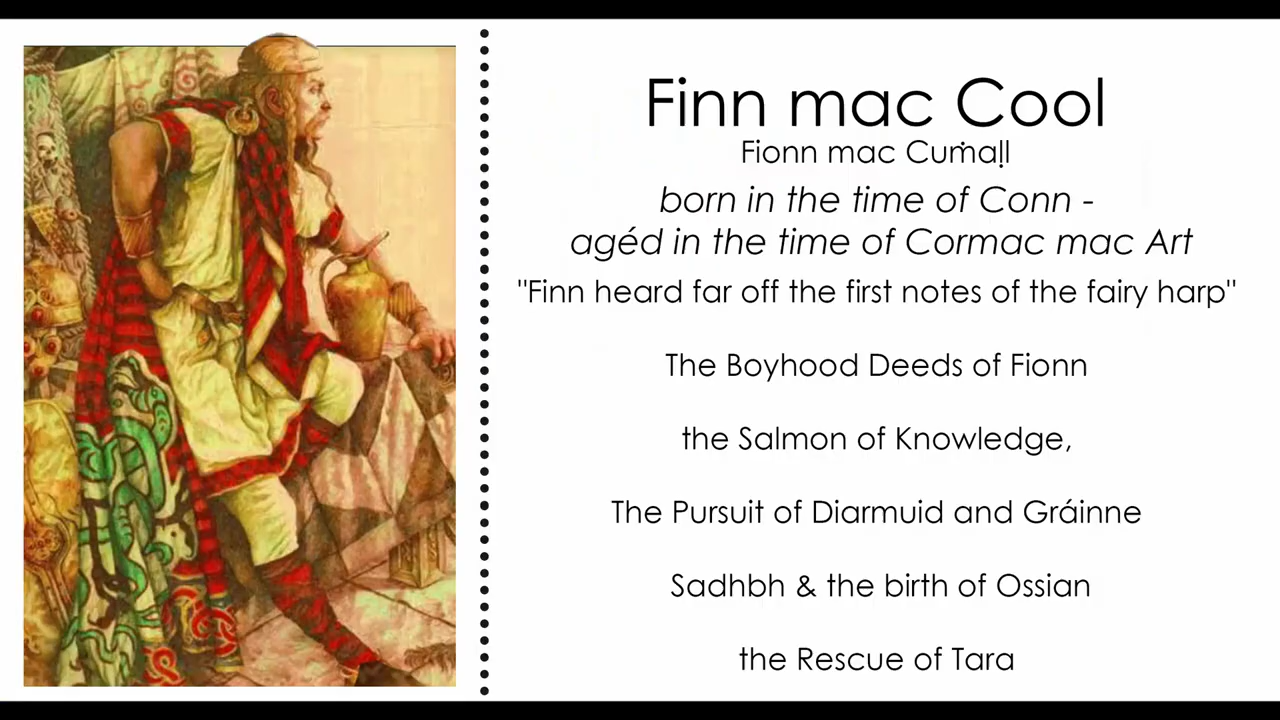 Finn mac Cool
Fionn mac Cuṁaḷl
born in the time of Conn -
agéd in the time of Cormac mac Art
"Finn heard far off the first notes of the fairy harp"
The Boyhood Deeds of Fionn
the Salmon of Knowledge,
The Pursuit of Diarmuid and Gráinne
Sadhbh & the birth of Ossian
the Rescue of Tara